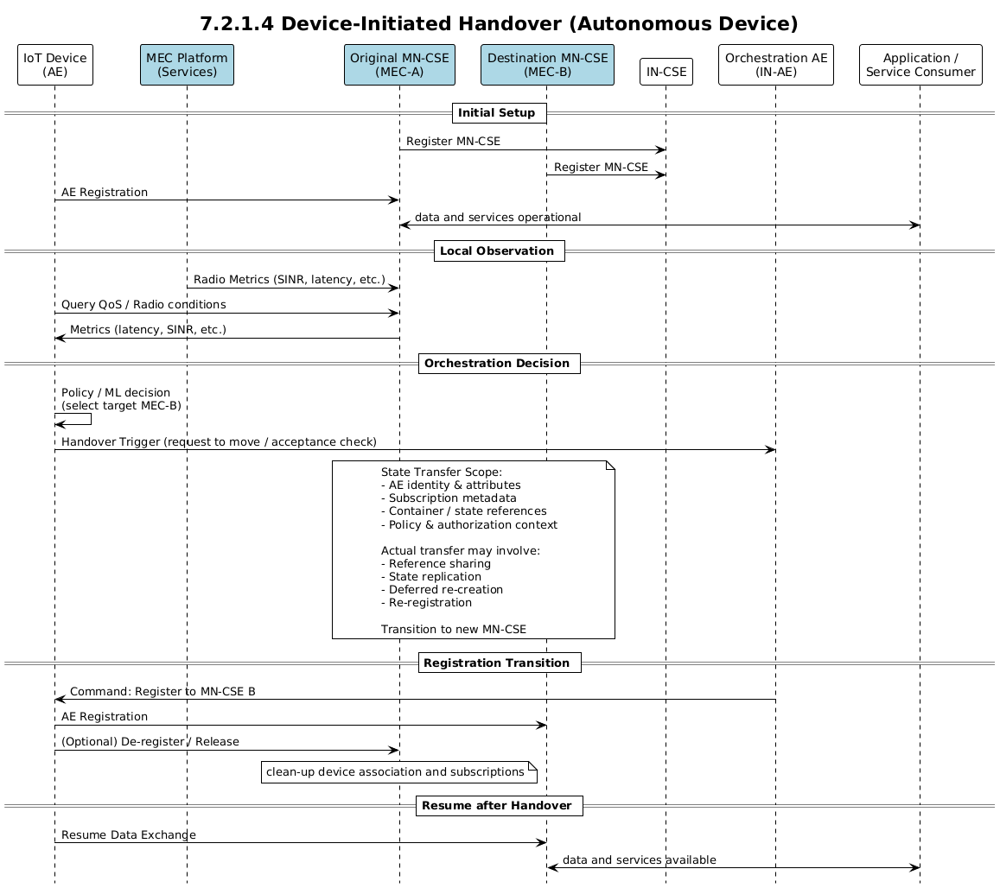 7.2.1.4 Device-Initiated Handover (Autonomous Device)
IoT Device
(AE)
MEC Platform
(Services)
Original MN-CSE
(MEC-A)
Destination MN-CSE
(MEC-B)
IN-CSE
Orchestration AE
(IN-AE)
Application /
Service Consumer
Initial Setup
Register MN-CSE
Register MN-CSE
AE Registration
data and services operational
Local Observation
Radio Metrics (SINR, latency, etc.)
Query QoS / Radio conditions
Metrics (latency, SINR, etc.)
Orchestration Decision
Policy / ML decision
(select target MEC-B)
Handover Trigger (request to move / acceptance check)
State Transfer Scope:
- AE identity & attributes
- Subscription metadata
- Container / state references
- Policy & authorization context
Actual transfer may involve:
- Reference sharing
- State replication
- Deferred re-creation
- Re-registration
Transition to new MN-CSE
Registration Transition
Command: Register to MN-CSE B
AE Registration
(Optional) De-register / Release
clean-up device association and subscriptions
Resume after Handover
Resume Data Exchange
data and services available